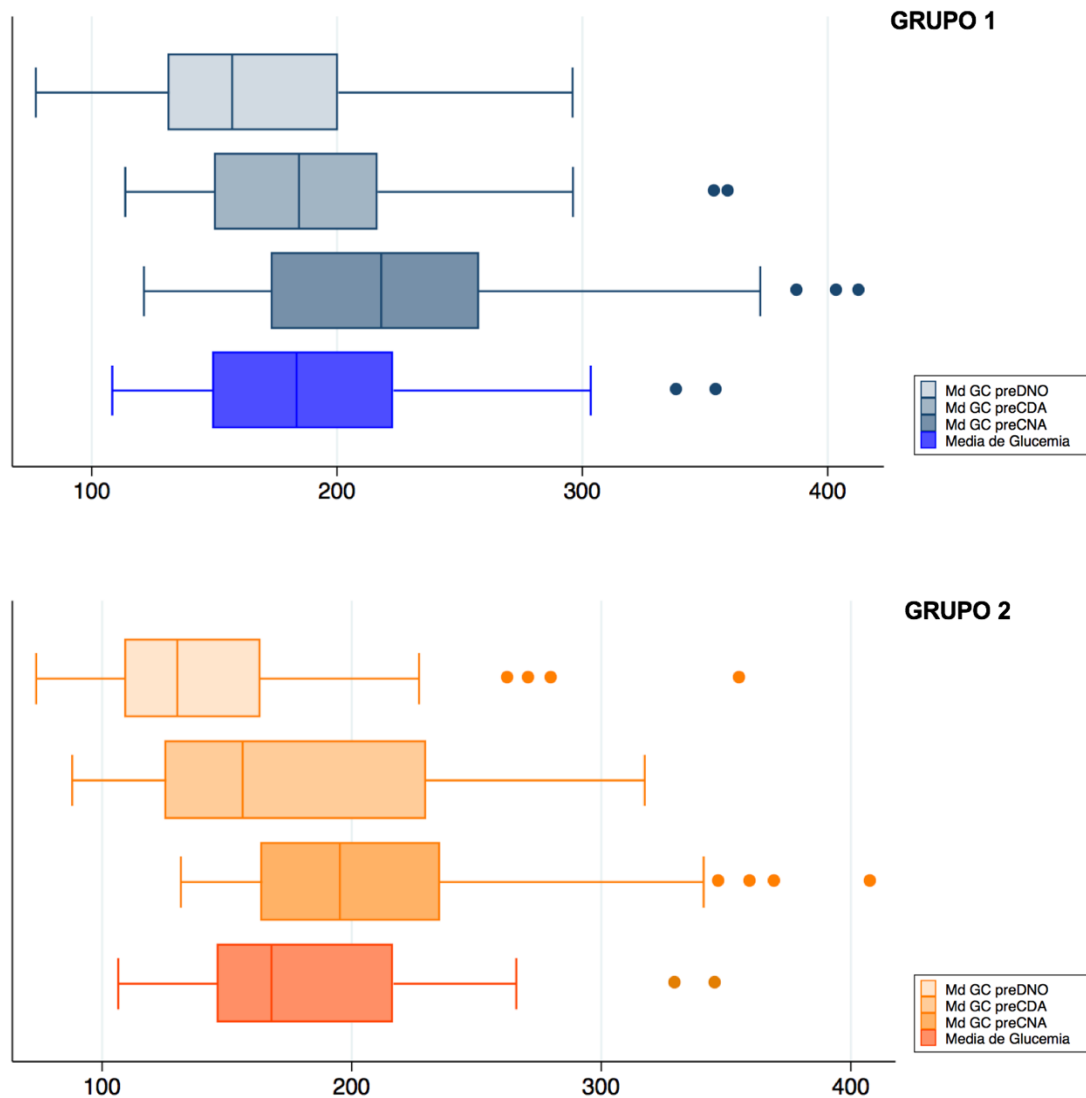 GRUPO 1
Md GC preDNO
Md GC preCDA
Md GC preCNA
Media de Glucemia
100 200 300 400
GRUPO 2
Md GC preDNO
Md GC preCDA
Md GC preCNA
Media de Glucemia
100 200 300 400